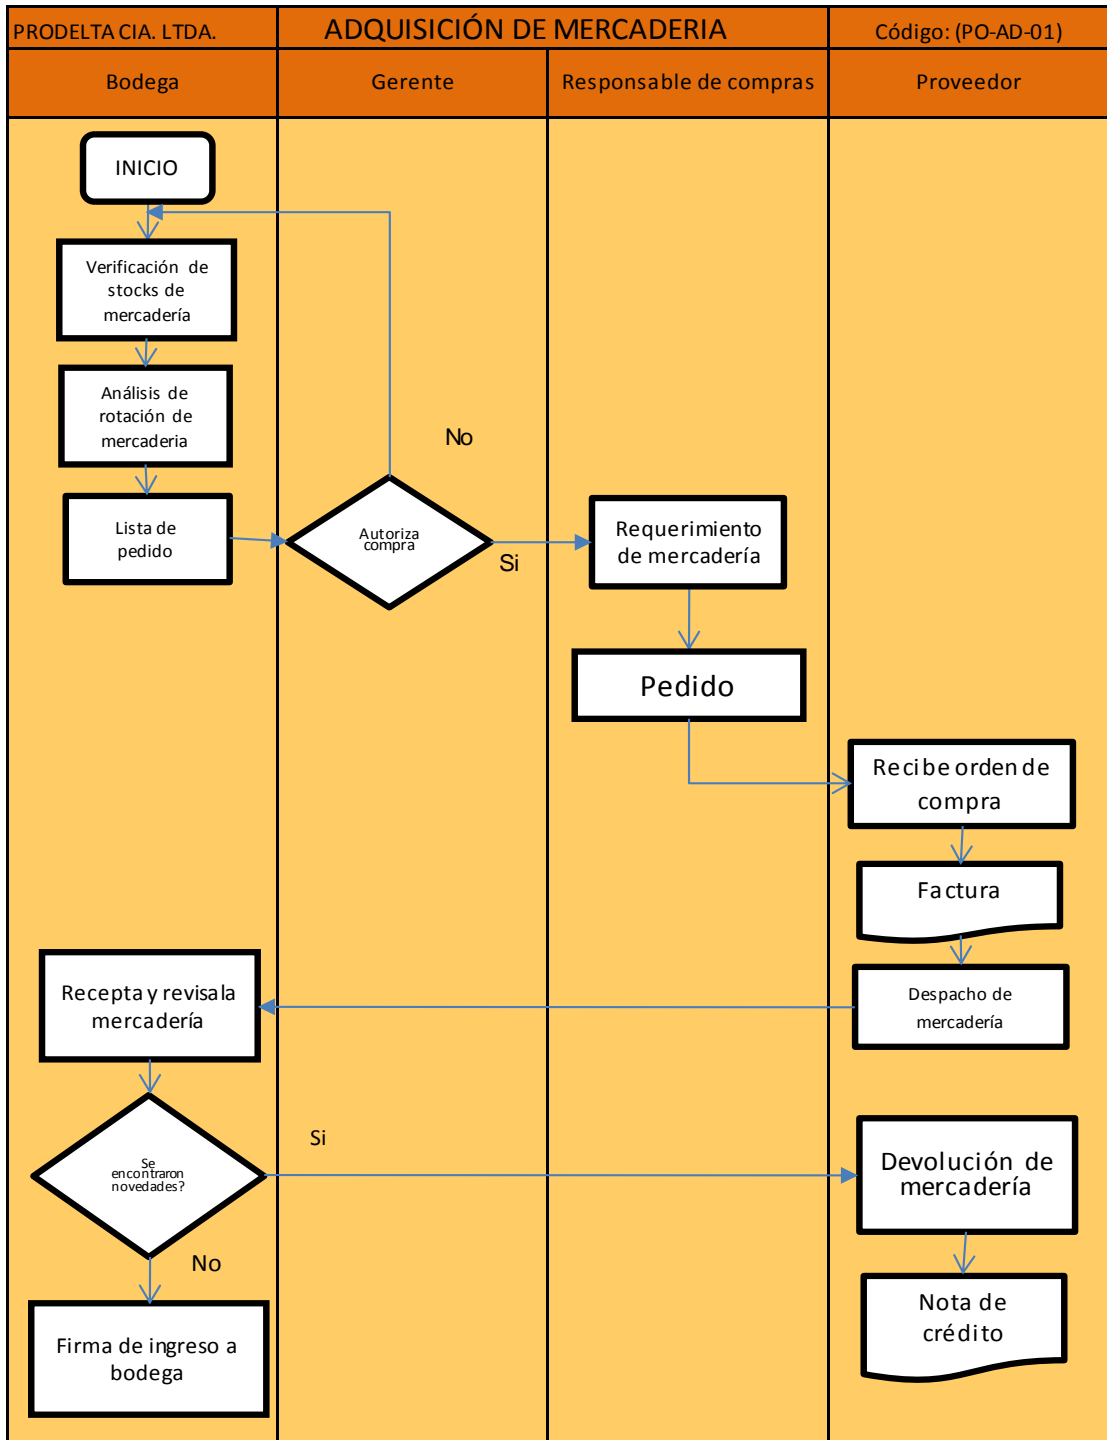 PRODELTA CIA. LTDA.
ADQUISICIÓN DE MERCADERIA
Código: (PO-AD-01)
Bodega
Gerente
Responsable de compras
Proveedor
INICIO
Verificación de
stocks de
mercadería
Análisis de
rotación de
mercaderia
Lista de
pedido
Autoriza
compra
No
Si
Requerimiento
de mercadería
Pedido
Recibe orden de
compra
Factura
Despacho de
mercadería
Recepta y revisa la
mercadería
Se
encontraron
novedades?
Si
No
Devolución de
mercadería
Nota de
crédito
Firma de ingreso a
bodega